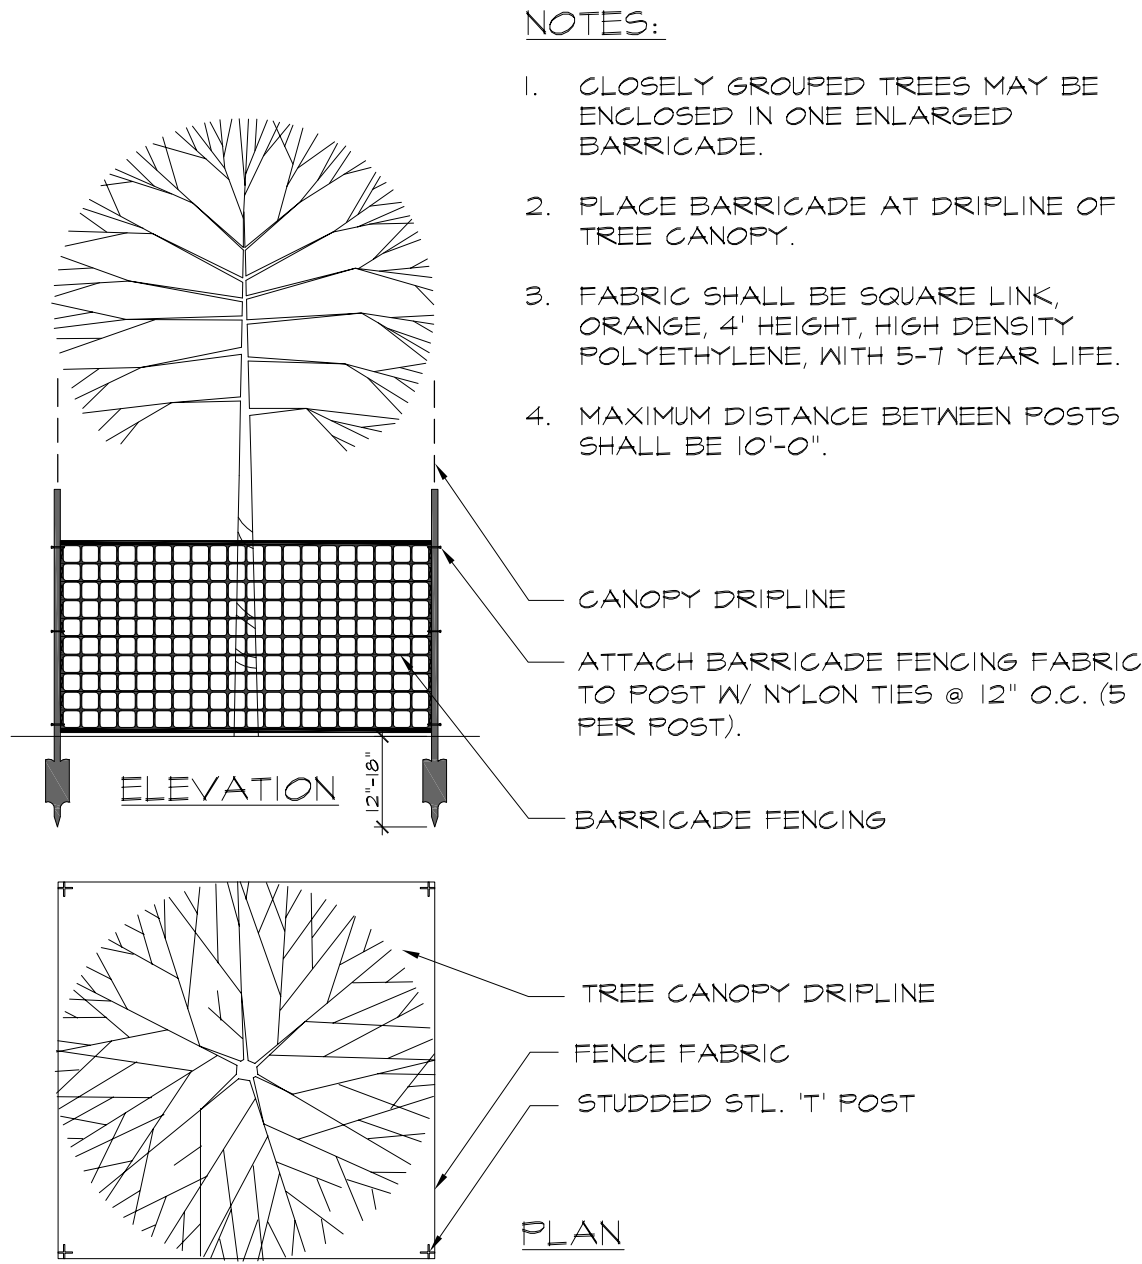 NOTES:
1. CLOSELY GROUPED TREES MAY BE
ENCLOSED IN ONE ENLARGED
BARRICADE.
2. PLACE BARRICADE AT DRIPLINE OF
TREE CANOPY.
3. FABRIC SHALL BE SQUARE LINK,
ORANGE, 4' HEIGHT, HIGH DENSITY
POLYETHYLENE, WITH 5-7 YEAR LIFE.
4. MAXIMUM DISTANCE BETWEEN POSTS
SHALL BE 10'-0".
CANOPY DRIPLINE
ATTACH BARRICADE FENCING FABRIC
TO POST W/ NYLON TIES @ 12" O.C. (5
PER POST).
BARRICADE FENCING
ELEVATION
12"-18"
TREE CANOPY DRIPLINE
FENCE FABRIC
STUDDED STL. 'T' POST
PLAN